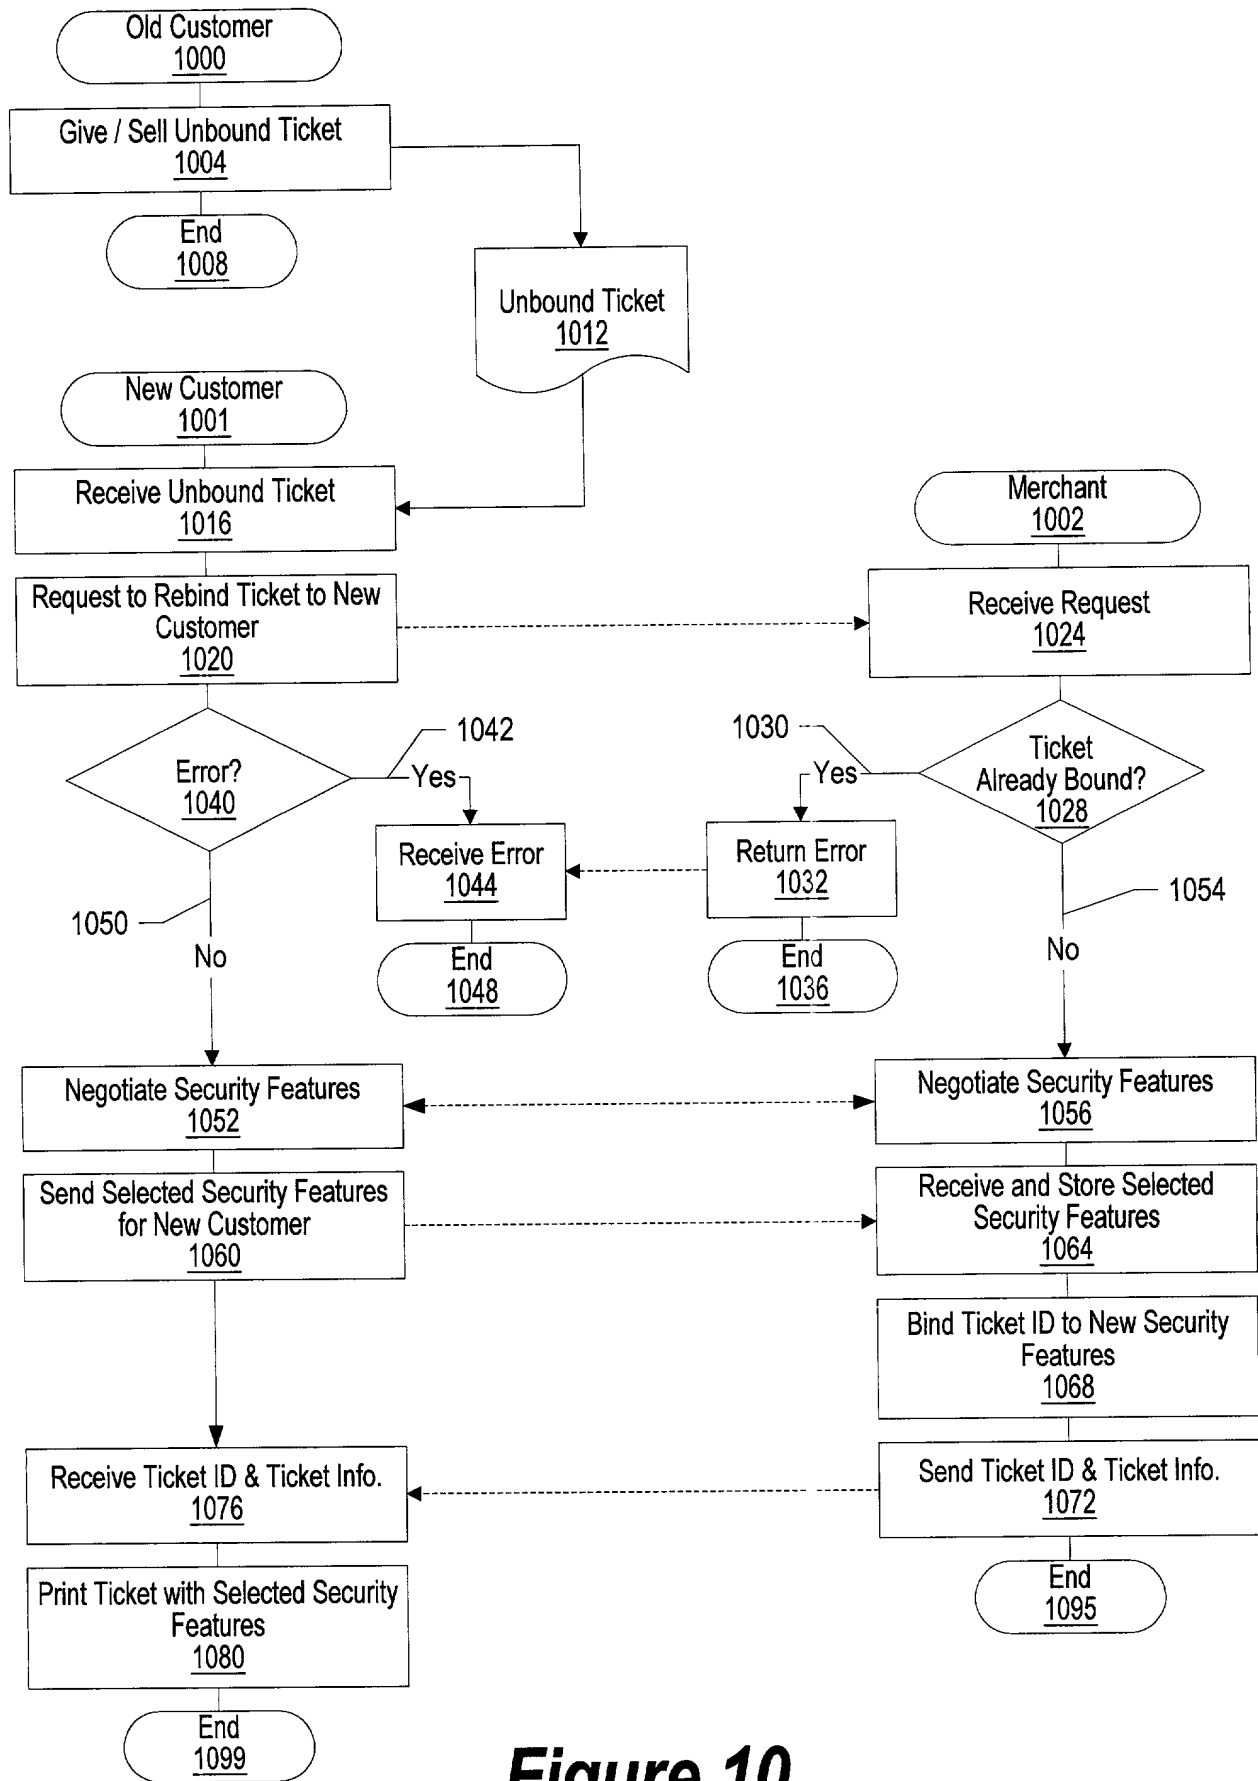 Old Customer
1000
Give / Sell Unbound Ticket
1004
End
1008
Unbound Ticket
1012
New Customer
1001
Receive Unbound Ticket
1016
Merchant
1002
Request to Rebind Ticket to New
Customer
1020
Receive Request
1024
1042
1030
Error?
1040
Yes
Yes
Ticket
Already Bound?
1028
Receive Error
1044
Return Error
1032
1050
1054
No
End
1048
End
1036
No
Negotiate Security Features
1052
Negotiate Security Features
1056
Send Selected Security Features
for New Customer
1060
Receive and Store Selected
Security Features
1064
Bind Ticket ID to New Security
Features
1068
Receive Ticket ID & Ticket Info.
1076
Send Ticket ID & Ticket Info.
1072
Print Ticket with Selected Security
Features
1080
End
1095
End
1099
Figure 10